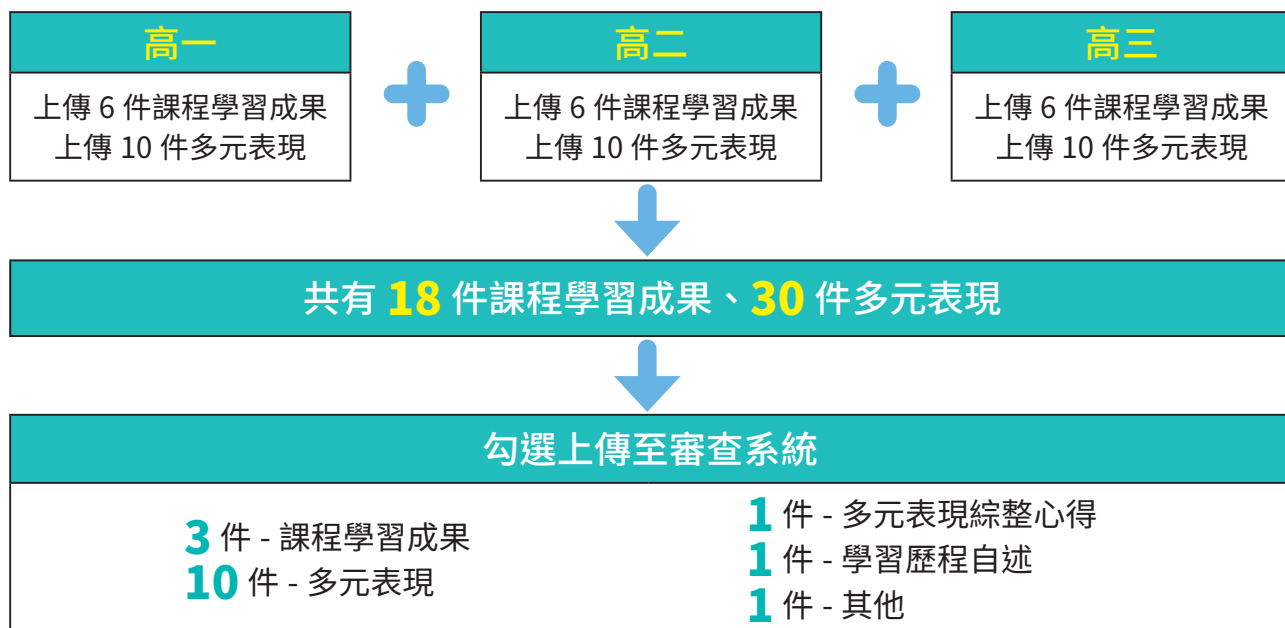 高一
上傳 6 件課程學習成果
上傳 10 件多元表現
高二
上傳 6 件課程學習成果
上傳 10 件多元表現
高三
上傳 6 件課程學習成果
上傳 10 件多元表現
共有 18 件課程學習成果、30 件多元表現
勾選上傳至審查系統
3 件 - 課程學習成果
10 件 - 多元表現
1 件 - 多元表現綜整心得
1 件 - 學習歷程自述
1 件 - 其他